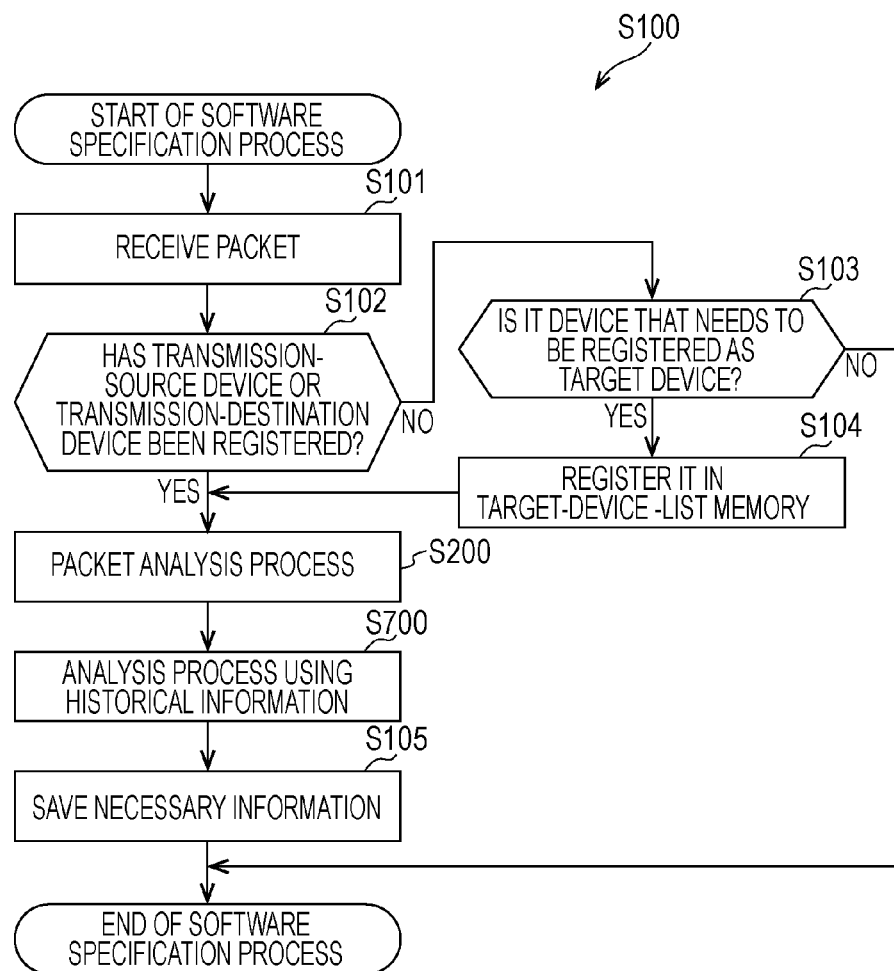 S100
START OF SOFTWARE
SPECIFICATION PROCESS
S101
RECEIVE PACKET
S102
HAS TRANSMISSION-
SOURCE DEVICE OR
TRANSMISSION-DESTINATION
DEVICE BEEN REGISTERED?
NO
YES
S103
IS IT DEVICE THAT NEEDS TO
BE REGISTERED AS
TARGET DEVICE?
NO
YES
S104
REGISTER IT IN
TARGET-DEVICE -LIST MEMORY
PACKET ANALYSIS PROCESS
S200
S700
ANALYSIS PROCESS USING
HISTORICAL INFORMATION
S105
SAVE NECESSARY INFORMATION
END OF SOFTWARE
SPECIFICATION PROCESS